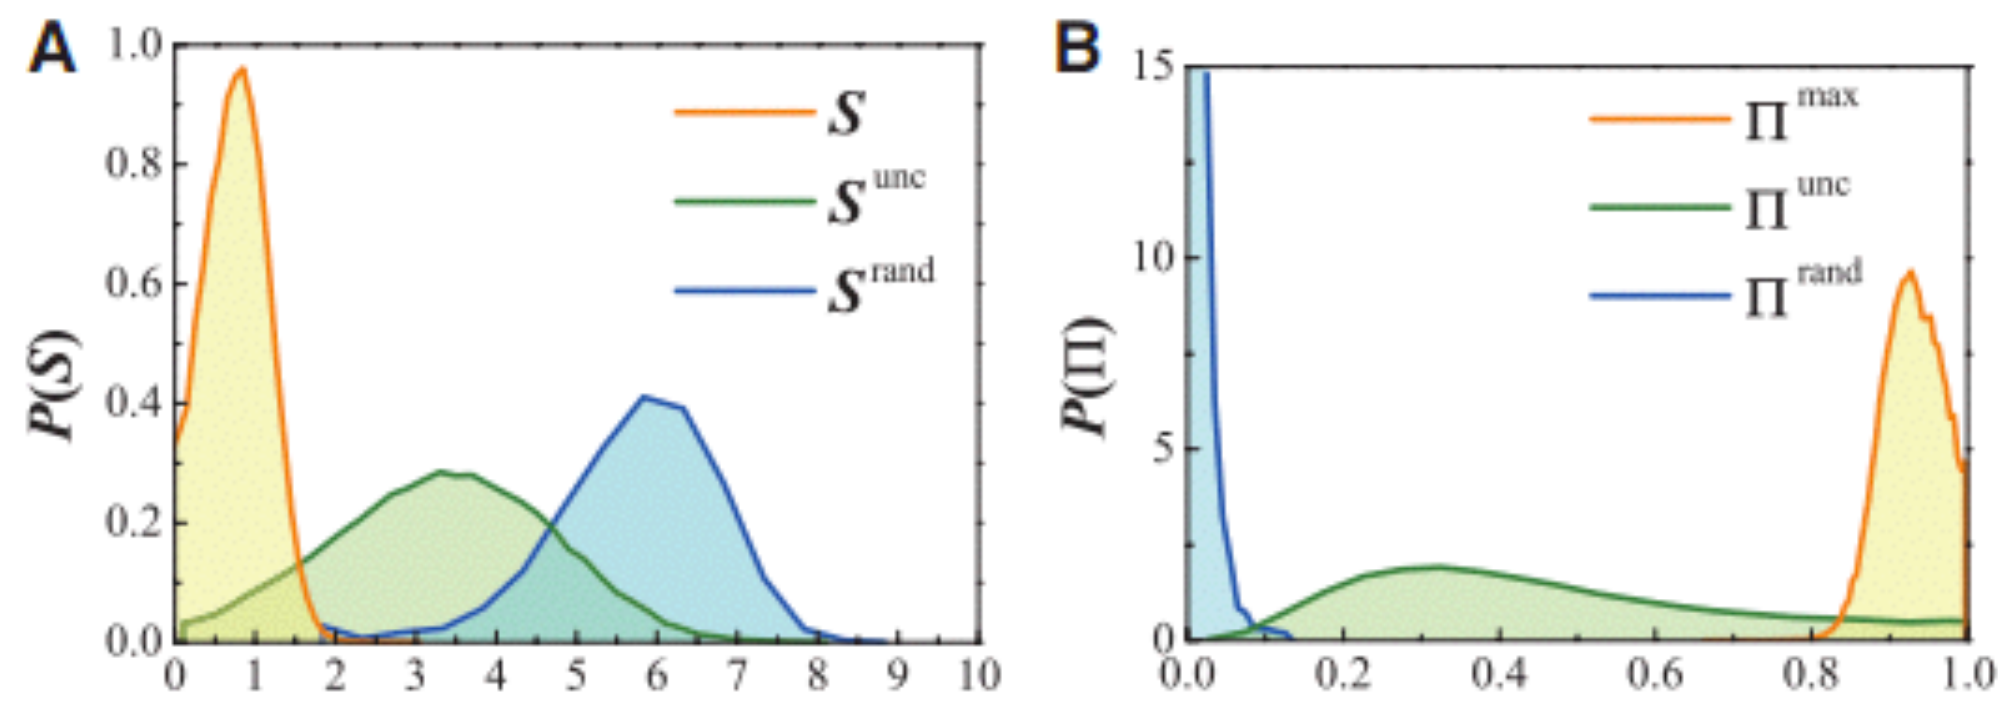 A
1.0
0.8
0.6
0.4
0.2
0.0
P(S)
S
S unc
S rand
0 1 2 3 4 5 6 7 8 9 10
B
15
10
5
0
P(Π)
Π max
Π unc
Π rand
0.0 0.2 0.4 0.6 0.8 1.0